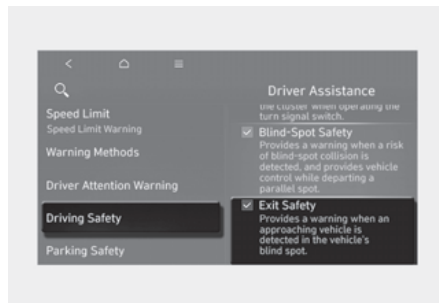 Driver Assistance
Speed Limit
Speed Limit Warning
Warning Methods
Driver Attention Warning
Driving Safety
Parking Safety
the cluster when operating the
turn signal switch.
Blind-Spot Safety
Provides a warning when a risk
of blind-spot collision is
detected, and provides vehicle
control while departing a
parallel spot.
Exit Safety
Provides a warning when an
approaching vehicle is
detected in the vehicle's
blind spot.